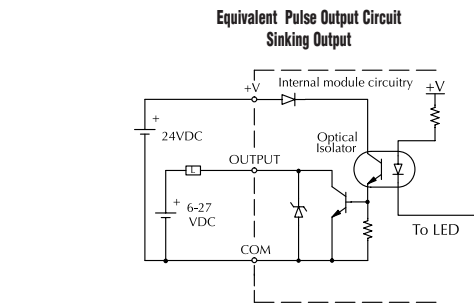 Equivalent Pulse Output Circuit
Sinking Output
Internal module circuitry
+V
+V
+
24VDC
Optical
Isolator
OUTPUT
L
+
6-27
VDC
To LED
COM